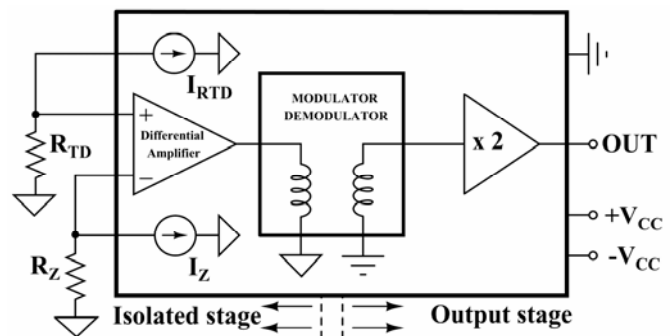 I_RTD
MODULATOR
DEMODULATOR
+
Differential
Amplifier
−
R_TD
x 2
OUT
+V_CC
-V_CC
I_Z
R_Z
Isolated stage
Output stage